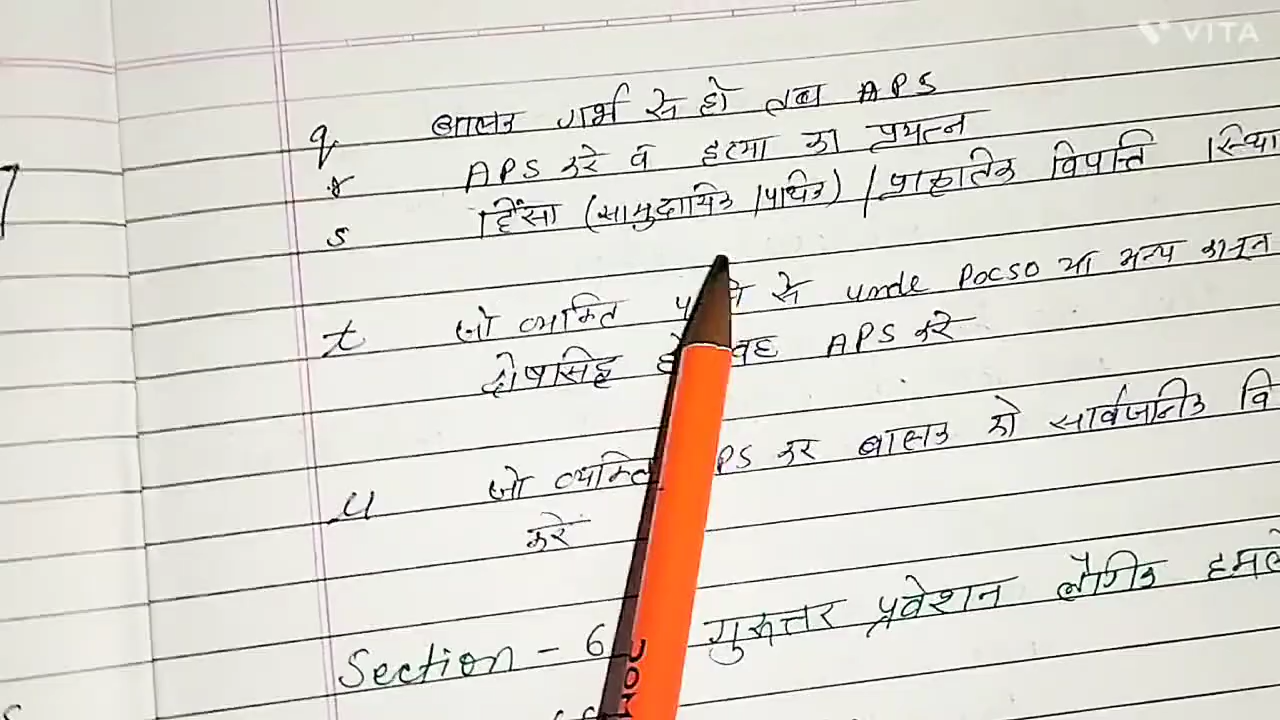 VITA
q बालक गर्भ से हो तब APS
r APS करे व हत्या का प्रयत्न
s हिंसा (सामुदायिक / पंथिक) / प्राकृतिक विपत्ति स्थि
t जो व्यक्ति से unde POCSO या अन्य कानून
दोषसिद्ध वह APS करे
u जो व्यक्ति PS कर बालक को सार्वजनिक वि
करे
Section - 6 गुरुत्तर प्रवेशन लैंगिक हमले